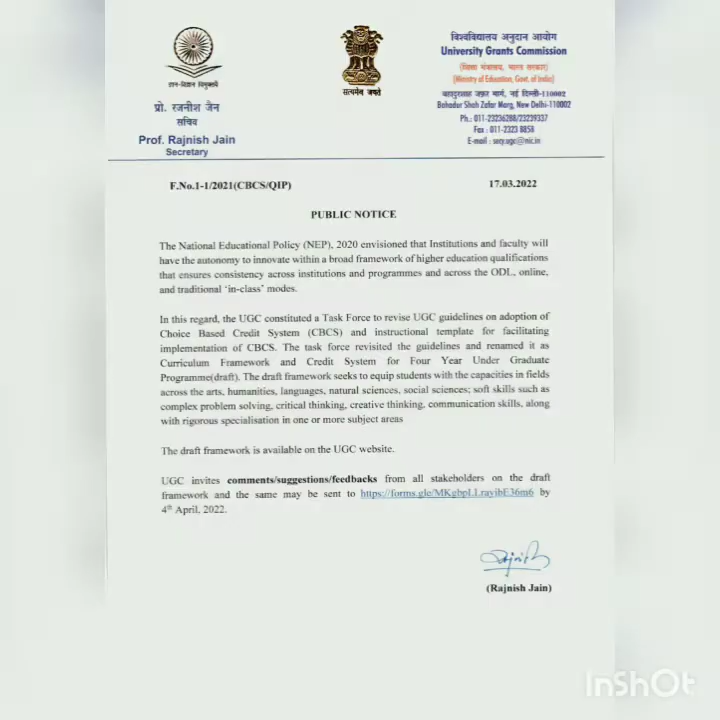 ज्ञान-विज्ञान विमुक्तये
प्रो. रजनीश जैन
सचिव
Prof. Rajnish Jain
Secretary
सत्यमेव जयते
विश्वविद्यालय अनुदान आयोग
University Grants Commission
(शिक्षा मंत्रालय, भारत सरकार)
(Ministry of Education, Govt. of India)
बहादुरशाह ज़फ़र मार्ग, नई दिल्ली-110002
Bahadur Shah Zafar Marg, New Delhi-110002
Ph.: 011-23236288/23239337
Fax : 011-2323 8858
E-mail : secy.ugc@nic.in
F.No.1-1/2021(CBCS/QIP)
17.03.2022
PUBLIC NOTICE
The National Educational Policy (NEP), 2020 envisioned that Institutions and faculty will
have the autonomy to innovate within a broad framework of higher education qualifications
that ensures consistency across institutions and programmes and across the ODL, online,
and traditional ‘in-class’ modes.
In this regard, the UGC constituted a Task Force to revise UGC guidelines on adoption of
Choice Based Credit System (CBCS) and instructional template for facilitating
implementation of CBCS. The task force revisited the guidelines and renamed it as
Curriculum Framework and Credit System for Four Year Under Graduate
Programme(draft). The draft framework seeks to equip students with the capacities in fields
across the arts, humanities, languages, natural sciences, social sciences; soft skills such as
complex problem solving, critical thinking, creative thinking, communication skills, along
with rigorous specialisation in one or more subject areas
The draft framework is available on the UGC website.
UGC invites comments/suggestions/feedbacks from all stakeholders on the draft
framework and the same may be sent to https://forms.gle/MKgbpLLrayibE36m6 by
4th April, 2022.
Rajnish
(Rajnish Jain)
InShOt